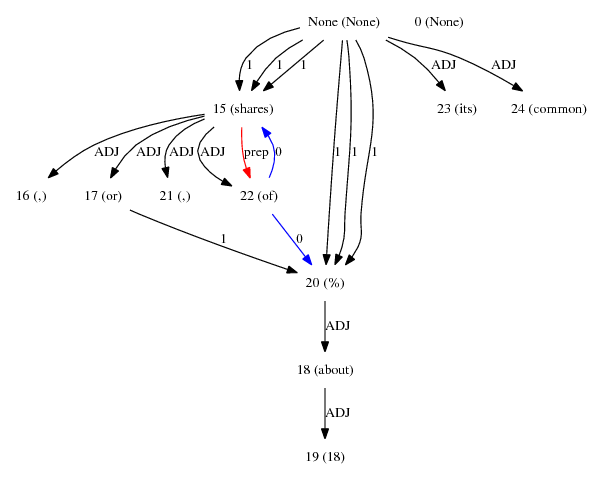 None (None) 0 (None)
1 1 1 ADJ ADJ
15 (shares) 23 (its) 24 (common)
ADJ ADJ ADJ ADJ prep 0 1 1 1
16 (,) 17 (or) 21 (,) 22 (of)
1 0
20 (%)
ADJ
18 (about)
ADJ
19 (18)